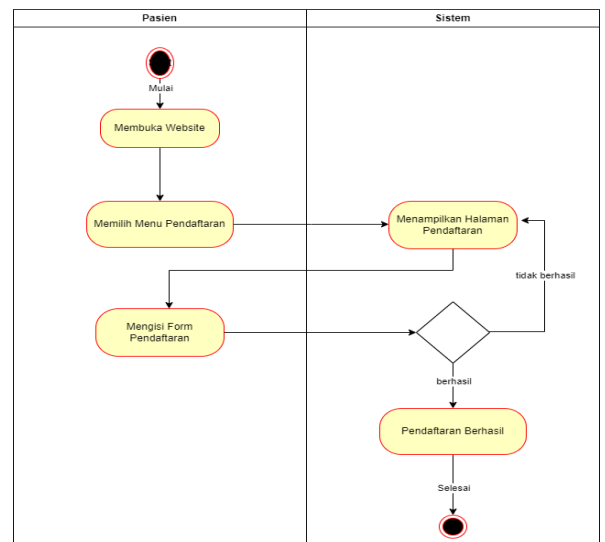 Pasien
Sistem
Mulai
Membuka Website
Memilih Menu Pendaftaran
Menampilkan Halaman
Pendaftaran
tidak berhasil
Mengisi Form
Pendaftaran
berhasil
Pendaftaran Berhasil
Selesai